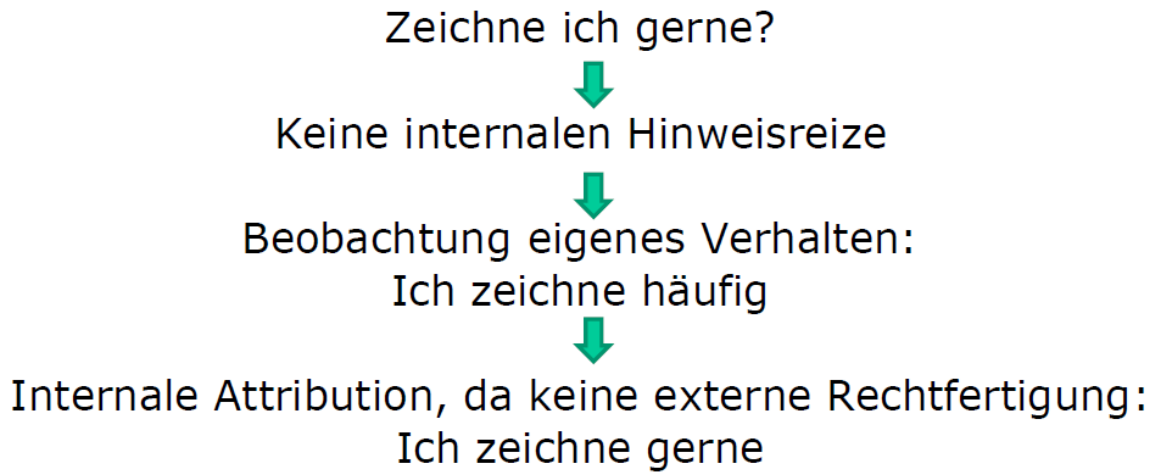 Zeichne ich gerne?
Keine internalen Hinweisreize
Beobachtung eigenes Verhalten:
Ich zeichne häufig
Internale Attribution, da keine externe Rechtfertigung:
Ich zeichne gerne